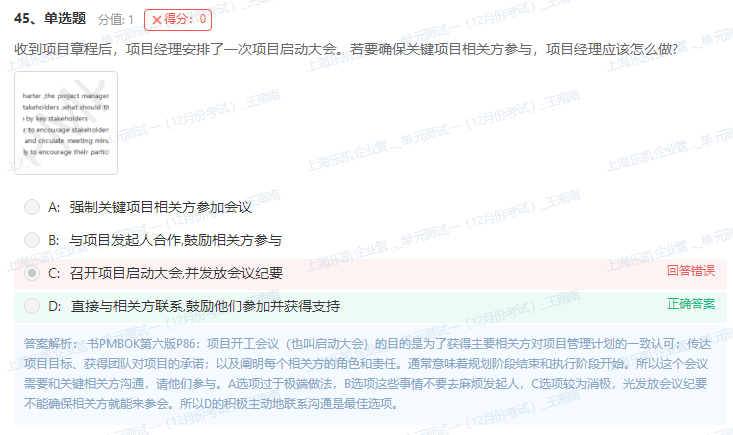 45、单选题 分值: 1 ✕得分：0
收到项目章程后，项目经理安排了一次项目启动大会。若要确保关键项目相关方参与，项目经理应该怎么做?
harter ,the project manager
takeholders ,what should th
by key stakeholders
r to encourage stakeholden
and circulate meeting minu
ly to encourage their partici
A: 强制关键项目相关方参加会议
B: 与项目发起人合作,鼓励相关方参与
C: 召开项目启动大会,并发放会议纪要 回答错误
D: 直接与相关方联系,鼓励他们参加并获得支持 正确答案
答案解析： 书PMBOK第六版P86：项目开工会议（也叫启动大会）的目的是为了获得主要相关方对项目管理计划的一致认可；传达
项目目标、获得团队对项目的承诺；以及阐明每个相关方的角色和责任。通常意味着规划阶段结束和执行阶段开始。所以这个会议
需要和关键相关方沟通，请他们参与。A选项过于极端做法，B选项这些事情不要去麻烦发起人，C选项较为消极，光发放会议纪要
不能确保相关方就能来参会。所以D的积极主动地联系沟通是最佳选项。
上海乐凯企业管..._单元测试一（12月份考试）_王南南